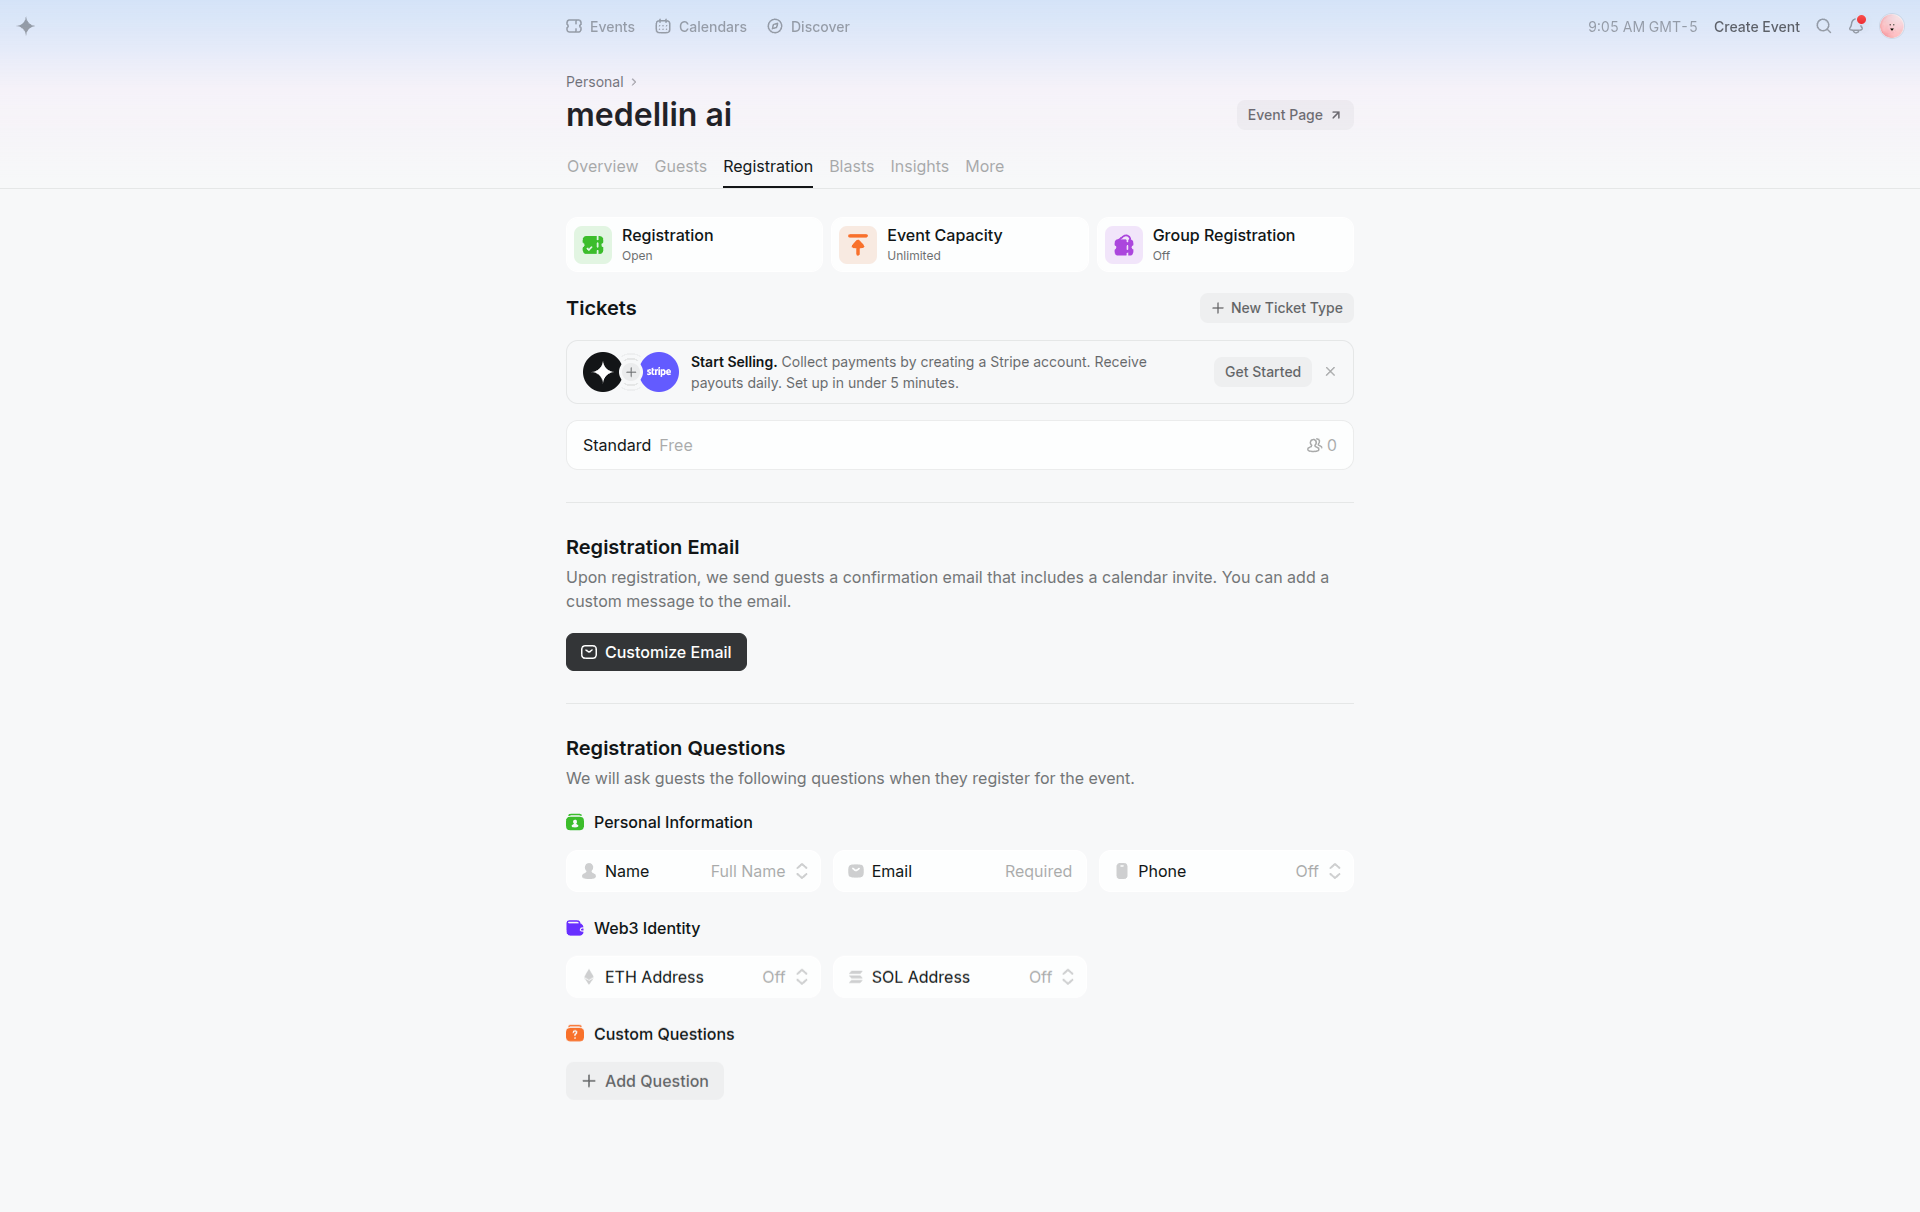 Events Calendars Discover
9:05 AM GMT-5 Create Event
Personal
medellin ai
Event Page
Overview Guests Registration Blasts Insights More
Registration
Open
Event Capacity
Unlimited
Group Registration
Off
Tickets
New Ticket Type
stripe
Start Selling. Collect payments by creating a Stripe account. Receive
payouts daily. Set up in under 5 minutes.
Get Started
Standard Free
0
Registration Email
Upon registration, we send guests a confirmation email that includes a calendar invite. You can add a
custom message to the email.
Customize Email
Registration Questions
We will ask guests the following questions when they register for the event.
Personal Information
Name Full Name
Email Required
Phone Off
Web3 Identity
ETH Address Off
SOL Address Off
Custom Questions
Add Question